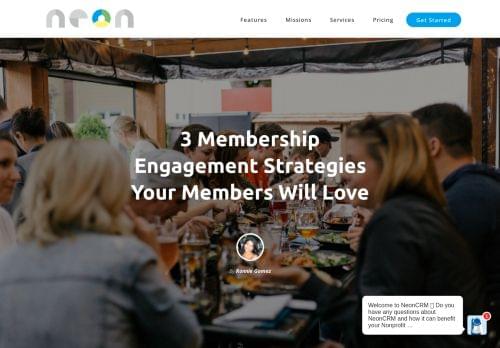 neon
Features Missions Services Pricing Get Started
3 Membership
Engagement Strategies
Your Members Will Love
By Ronnie Gomez
Welcome to NeonCRM ▯ Do you
have any questions about
NeonCRM and how it can benefit
your Nonprofit ...
1